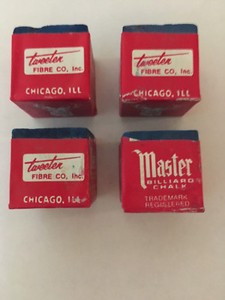 Tweeten
FIBRE CO., Inc.
CHICAGO, ILL
Tweeten
FIBRE CO., Inc.
CHICAGO, ILL
Tweeten
FIBRE CO., Inc.
CHICAGO, ILL
Master
BILLIARD
CHALK
TRADEMARK
REGISTERED